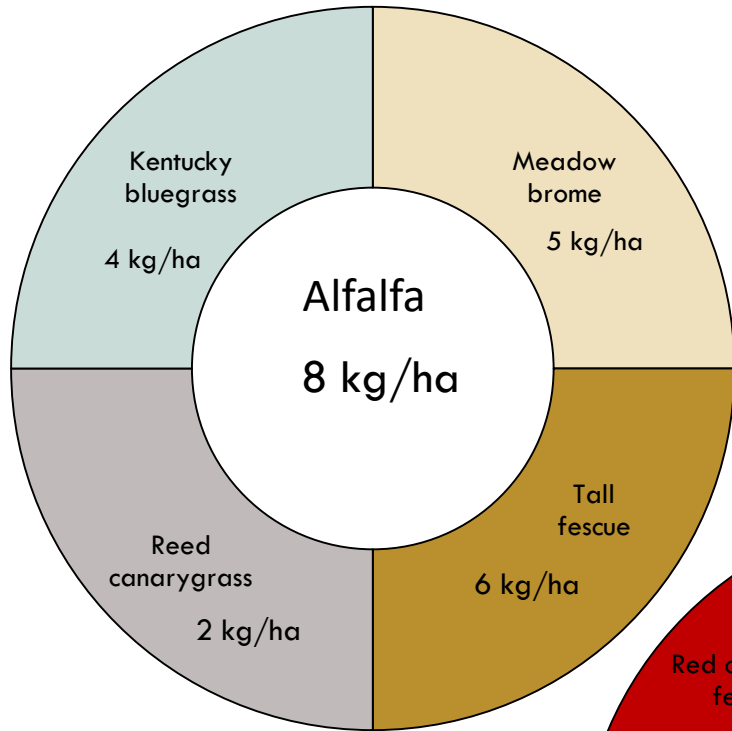 Kentucky
bluegrass
4 kg/ha
Meadow
brome
5 kg/ha
Alfalfa
8 kg/ha
Reed
canarygrass
2 kg/ha
Tall
fescue
6 kg/ha
Red